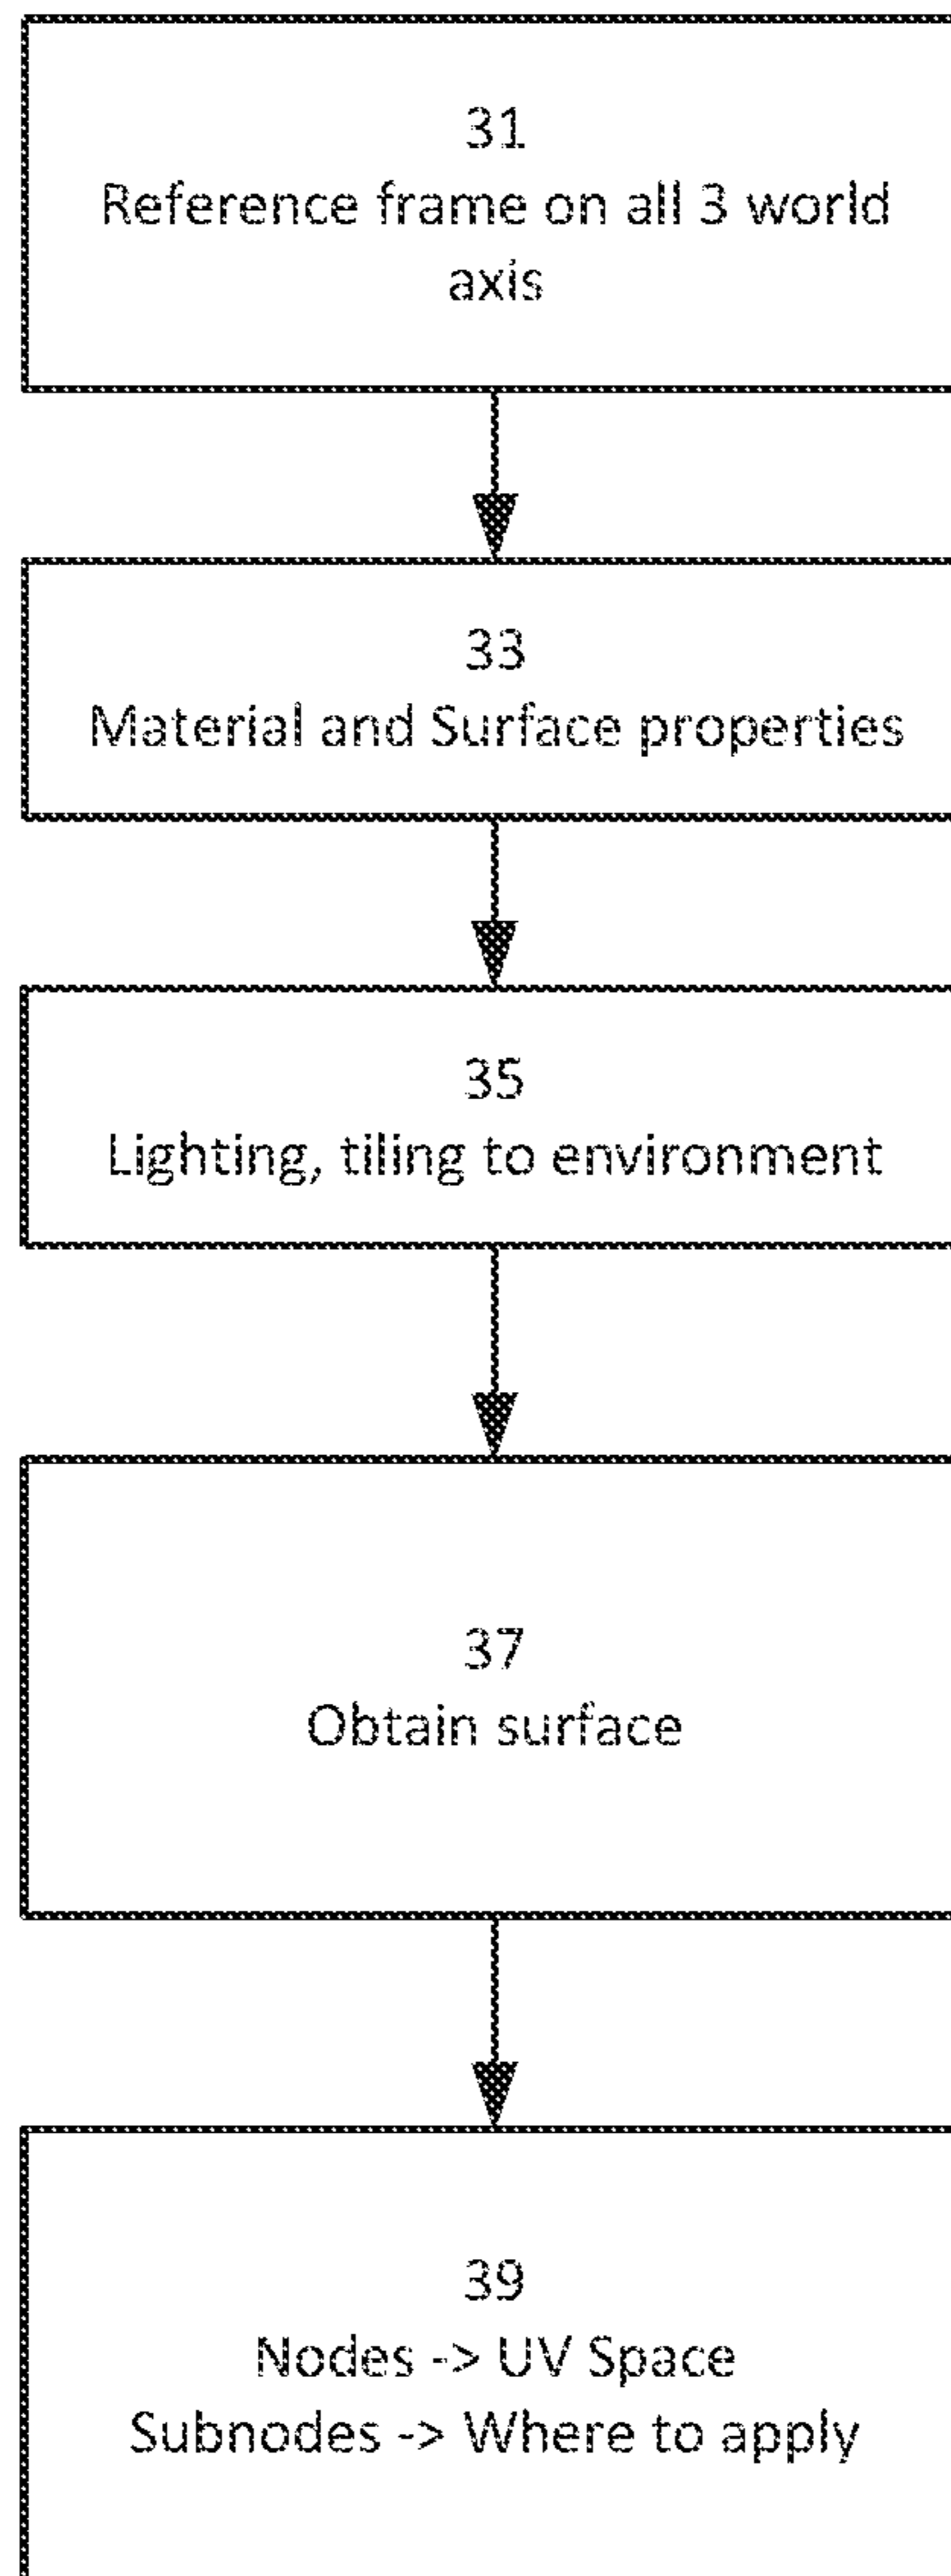 31
Reference frame on all 3 world
axis
33
Material and Surface properties
35
Lighting, tiling to environment
37
Obtain surface
39
Nodes -> UV Space
Subnodes -> Where to apply